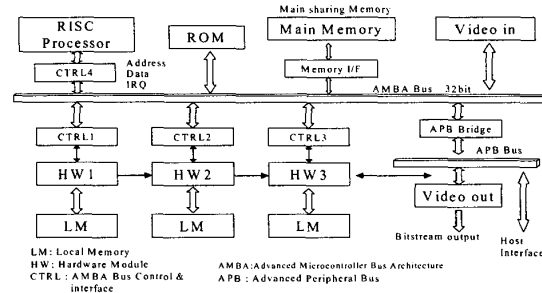 Main sharing Memory
RISC
Processor
ROM
Main Memory
Video in
CTRL4
Address
Data
IRQ
Memory I/F
AMBA Bus 32bit
CTRL1
CTRL2
CTRL3
APB Bridge
APB Bus
HW1
HW2
HW3
Video out
LM
LM
LM
Bitstream output
Host
Interface
LM: Local Memory
HW: Hardware Module
CTRL : AMBA Bus Control &
interface
AMBA:Advanced Microcontroller Bus Architecture
APB : Advanced Peripheral Bus